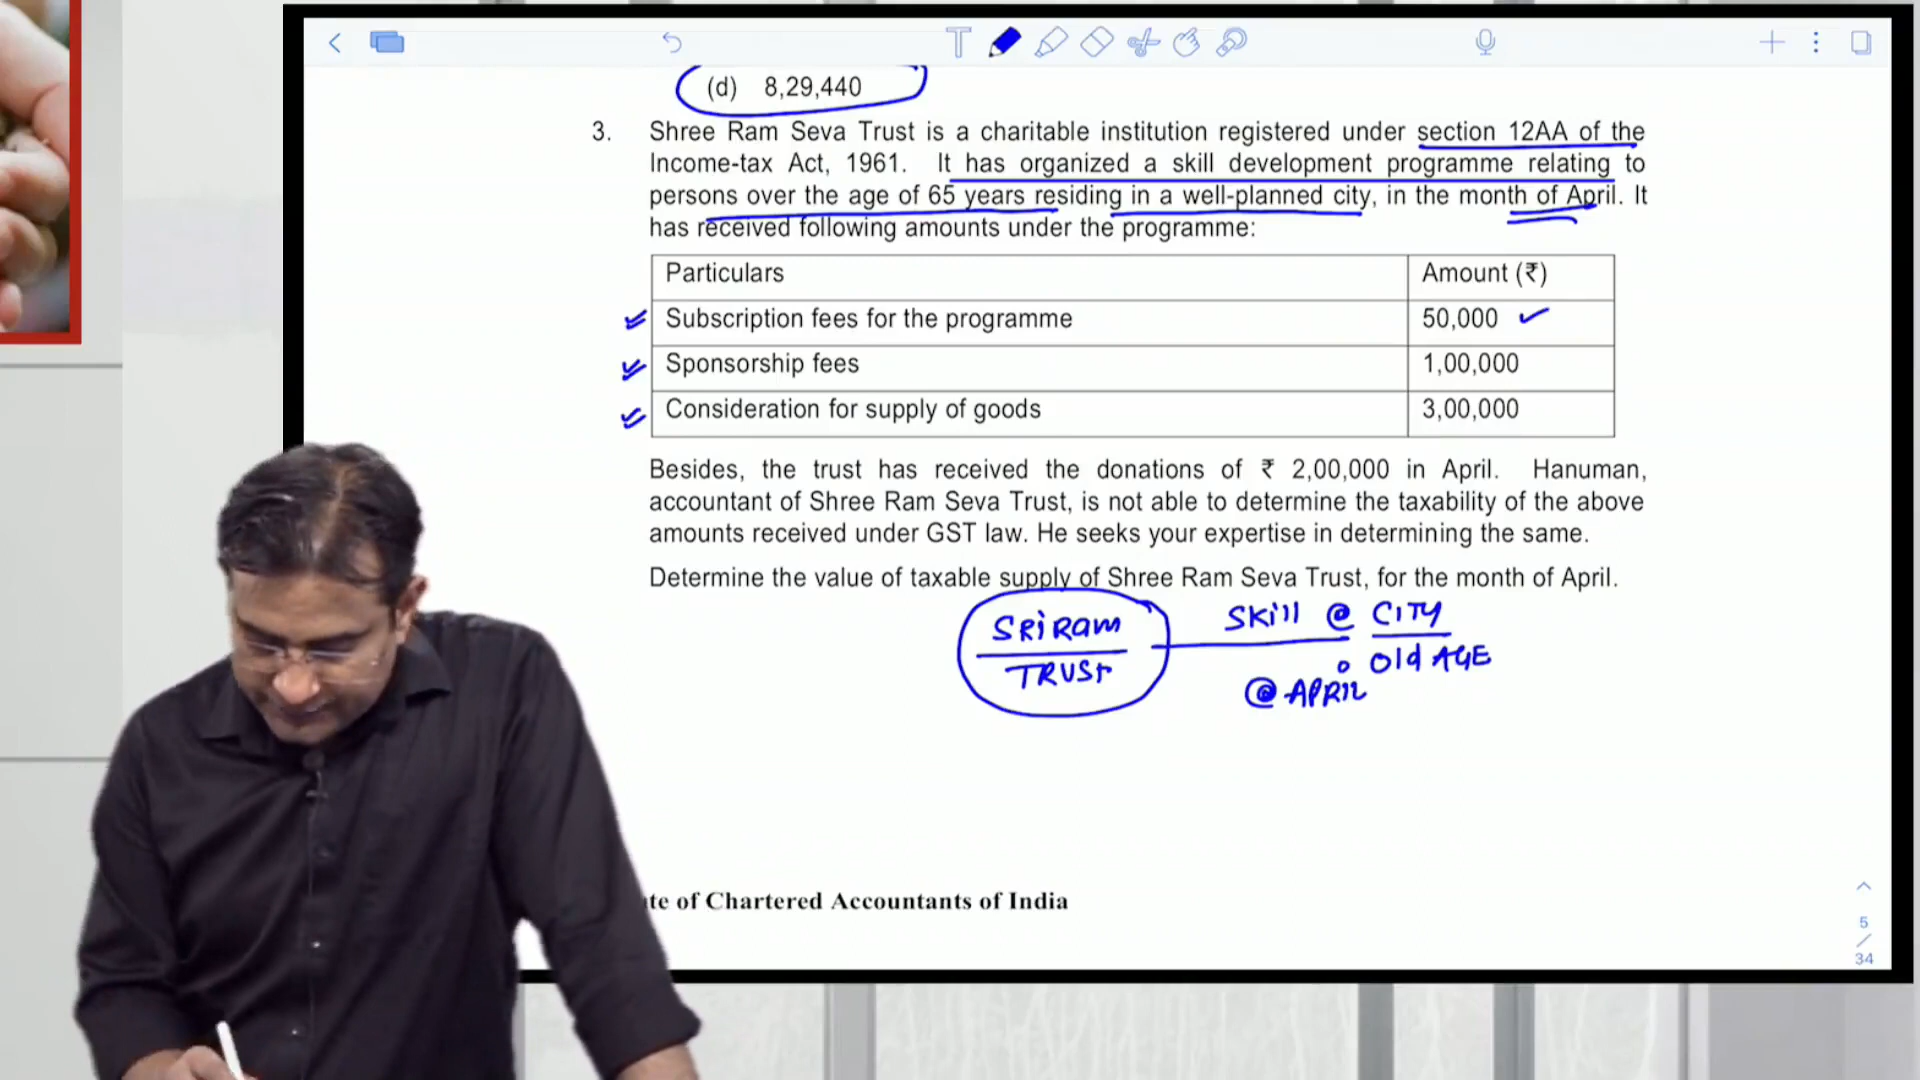 (d) 8,29,440
3. Shree Ram Seva Trust is a charitable institution registered under section 12AA of the
Income-tax Act, 1961. It has organized a skill development programme relating to
persons over the age of 65 years residing in a well-planned city, in the month of April. It
has received following amounts under the programme:
Particulars Amount (₹)
Subscription fees for the programme 50,000
Sponsorship fees 1,00,000
Consideration for supply of goods 3,00,000
Besides, the trust has received the donations of ₹ 2,00,000 in April. Hanuman,
accountant of Shree Ram Seva Trust, is not able to determine the taxability of the above
amounts received under GST law. He seeks your expertise in determining the same.
Determine the value of taxable supply of Shree Ram Seva Trust, for the month of April.
SRi RAM
TRUST
SKill @ CITY
Old AGE
@ APRIL
te of Chartered Accountants of India
5
/
34